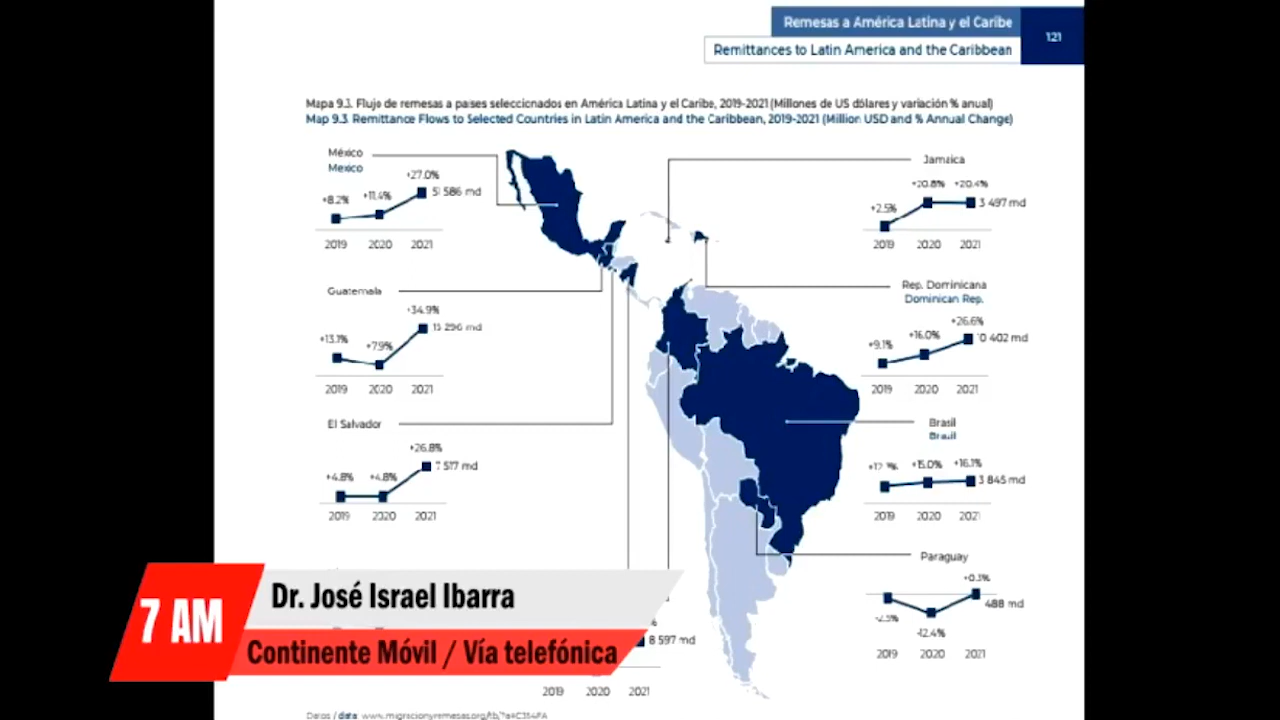 Remesas a América Latina y el Caribe
Remittances to Latin America and the Caribbean
121
Mapa 9.3. Flujo de remesas a países seleccionados en América Latina y el Caribe, 2019-2021 (Millones de US dólares y variación % anual)
Map 9.3. Remittance Flows to Selected Countries in Latin America and the Caribbean, 2019-2021 (Million USD and % Annual Change)
México
Mexico
+8.2% +11.4% +27.0%
51 586 md
2019 2020 2021
Jamaica
+2.5% +20.8% +20.4%
3 497 md
2019 2020 2021
Guatemala
+13.1% +7.9% +34.9%
2019 2020 2021
Rep. Dominicana
Dominican Rep.
+9.1% +16.0% +26.6%
10 402 md
2019 2020 2021
El Salvador
+4.8% +4.8% +26.8%
7 517 md
2019 2020 2021
Brasil
Brazil
+15.0% +16.1%
3 845 md
2019 2020 2021
Paraguay
-12.4% +0.3%
488 md
2019 2020 2021
7 AM
Dr. José Israel Ibarra
Continente Móvil / Vía telefónica
%
8 597 md
2019 2020 2021
Datos / data: